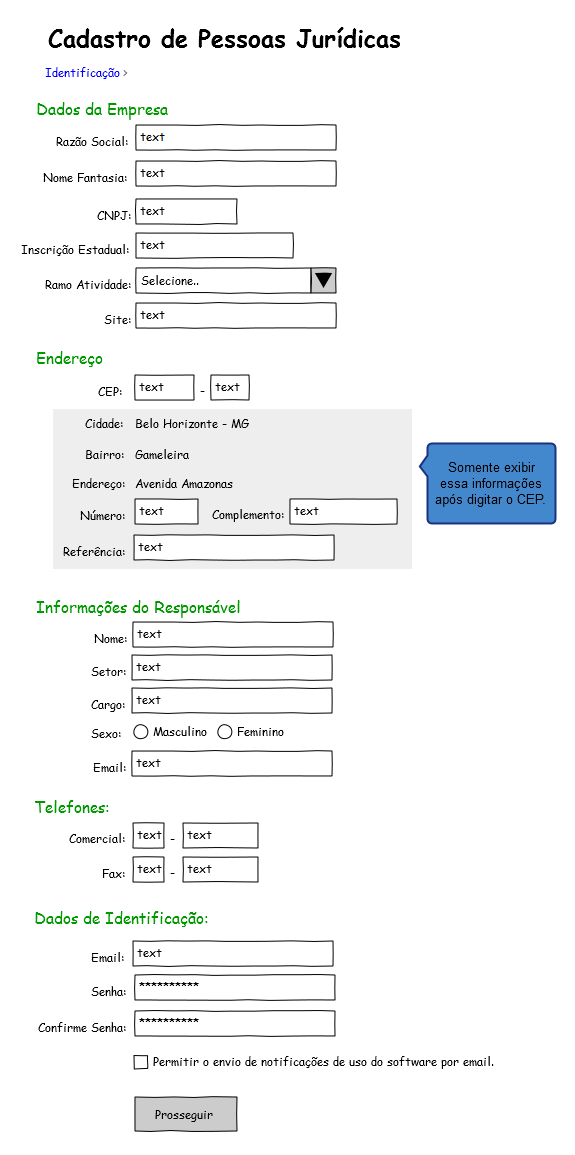 Cadastro de Pessoas Jurídicas
Identificação >
Dados da Empresa
Razão Social: text
Nome Fantasia: text
CNPJ: text
Inscrição Estadual: text
Ramo Atividade: Selecione..
Site: text
Endereço
CEP: text - text
Cidade: Belo Horizonte - MG
Bairro: Gameleira
Endereço: Avenida Amazonas
Número: text Complemento: text
Referência: text
Somente exibir
essa informações
após digitar o CEP.
Informações do Responsável
Nome: text
Setor: text
Cargo: text
Sexo: Masculino Feminino
Email: text
Telefones:
Comercial: text - text
Fax: text - text
Dados de Identificação:
Email: text
Senha: **********
Confirme Senha: **********
Permitir o envio de notificações de uso do software por email.
Prosseguir